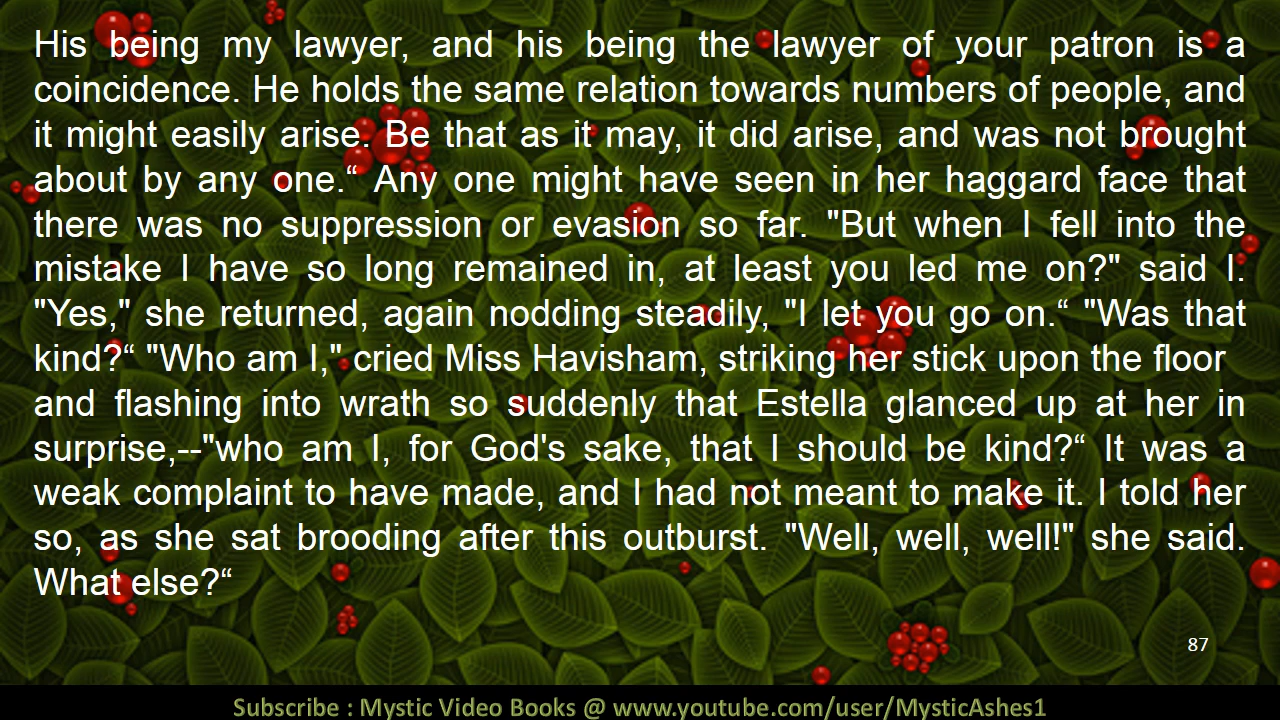 His being my lawyer, and his being the lawyer of your patron is a
coincidence. He holds the same relation towards numbers of people, and
it might easily arise. Be that as it may, it did arise, and was not brought
about by any one.“ Any one might have seen in her haggard face that
there was no suppression or evasion so far. "But when I fell into the
mistake I have so long remained in, at least you led me on?" said I.
"Yes," she returned, again nodding steadily, "I let you go on.“ "Was that
kind?“ "Who am I," cried Miss Havisham, striking her stick upon the floor
and flashing into wrath so suddenly that Estella glanced up at her in
surprise,--"who am I, for God's sake, that I should be kind?“ It was a
weak complaint to have made, and I had not meant to make it. I told her
so, as she sat brooding after this outburst. "Well, well, well!" she said.
What else?“
87
Subscribe : Mystic Video Books @ www.youtube.com/user/MysticAshes1